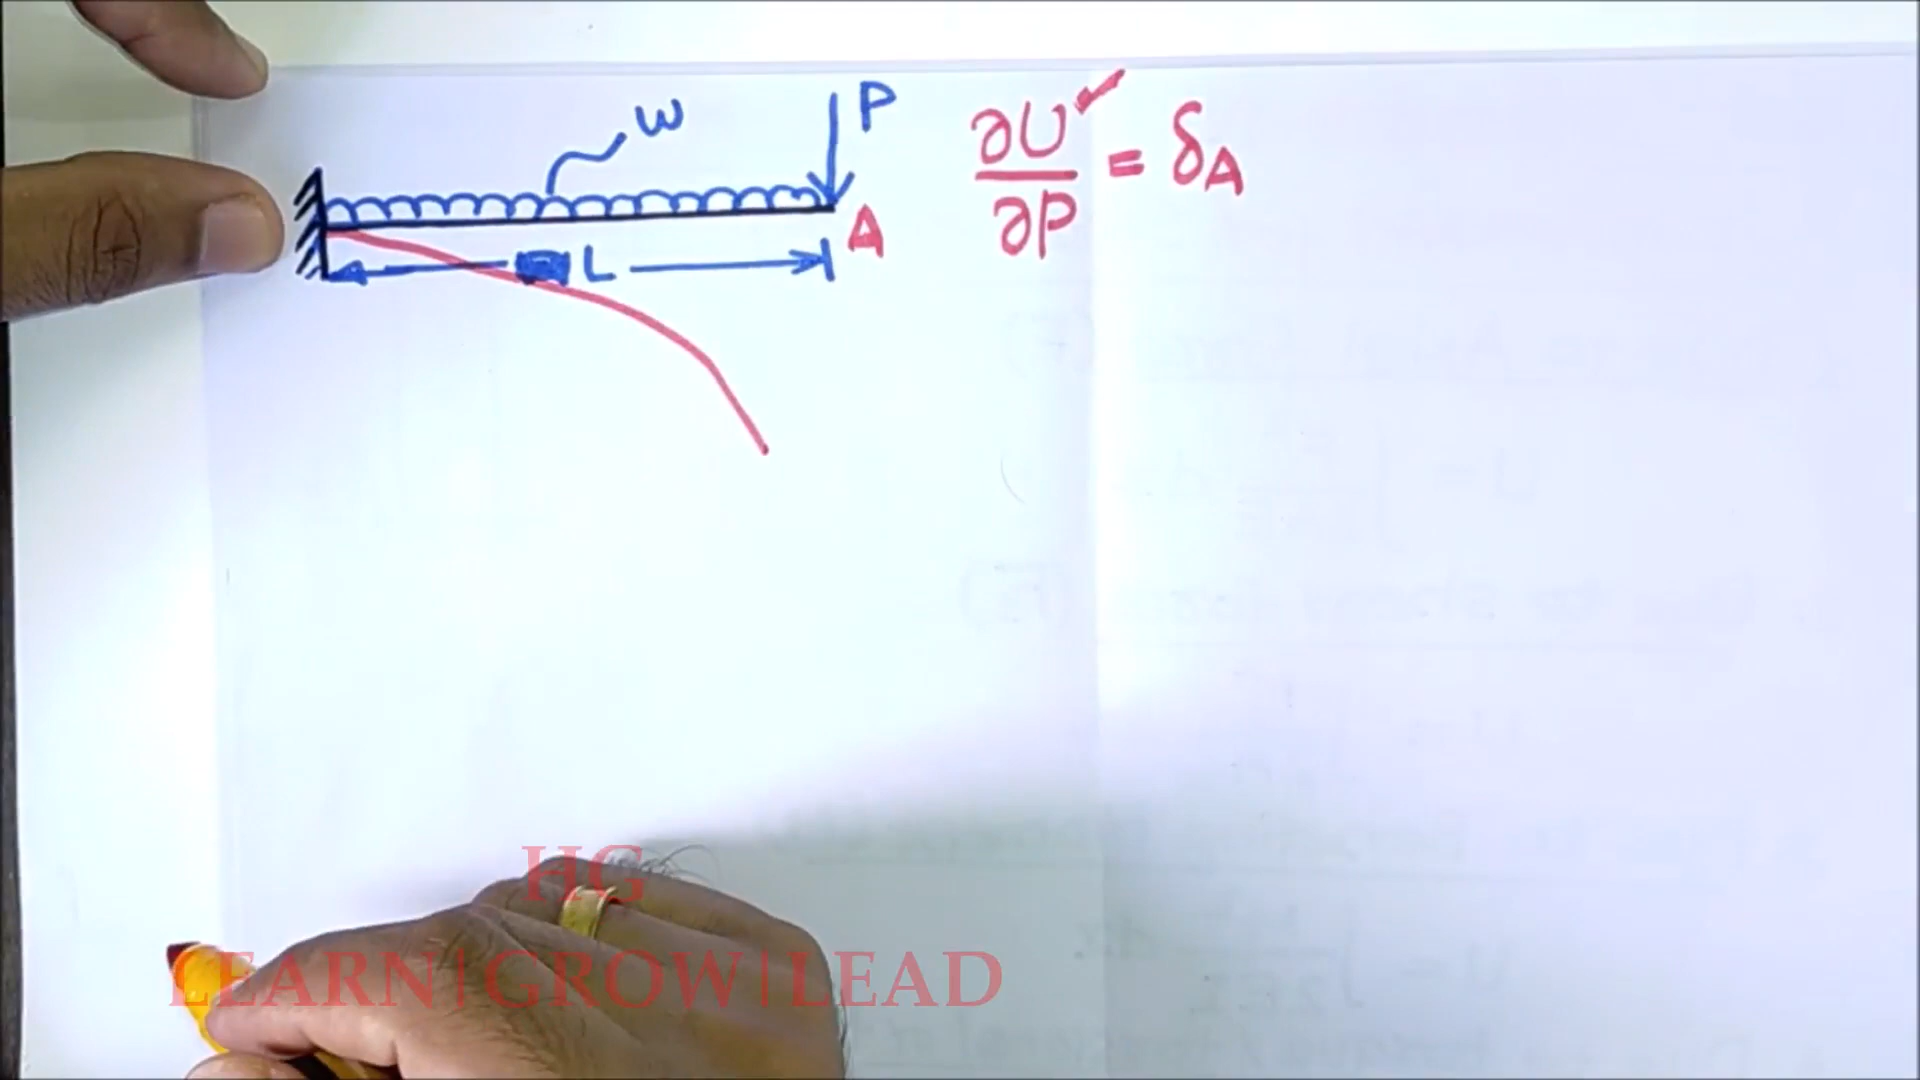 w
P
A
L
∂U/∂P = δA
HG
LEARN|GROW|LEAD